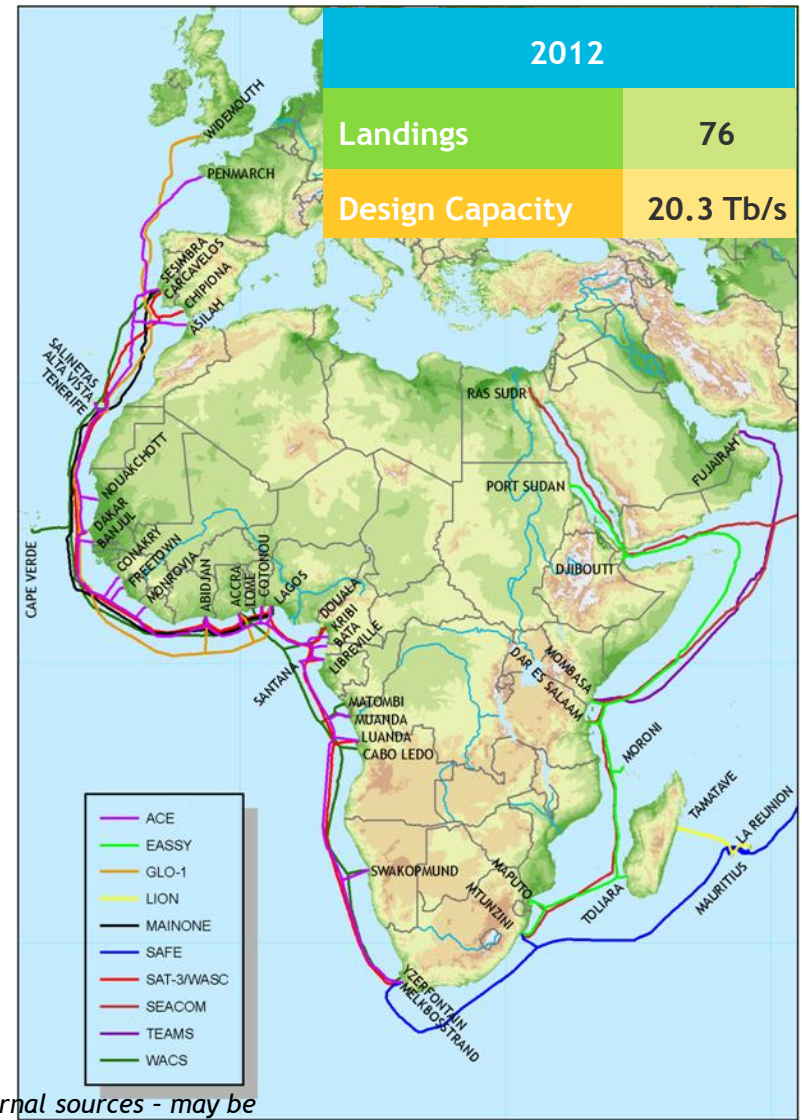 2012
Landings 76
Design Capacity 20.3 Tb/s
WIDEMOUTH
PENMARCH
SESIMBRA
CARCAVELOS
CHIPIONA
ASILAH
SALINETAS
ALTA VISTA
TENERIFE
RAS SUDR
FUJAIRAH
NOUAKCHOTT
PORT SUDAN
DAKAR
BANJUL
CONAKRY
FREETOWN
MONROVIA
ABIDJAN
ACCRA
LOME
COTONOU
LAGOS
CAPE VERDE
DJIBOUTI
DOUALA
KRIBI
BATA
LIBREVILLE
SANTANA
MOMBASA
DAR ES SALAAM
MATOMBI
MUANDA
LUANDA
CABO LEDO
MORONI
TAMATAVE
LA REUNION
MAURITIUS
TOLIARA
SWAKOPMUND
MAPUTO
MTUNZINI
YZERFONTAIN
MELKBOSSTRAND
ACE
EASSY
GLO-1
LION
MAINONE
SAFE
SAT-3/WASC
SEACOM
TEAMS
WACS
rnal sources – may be